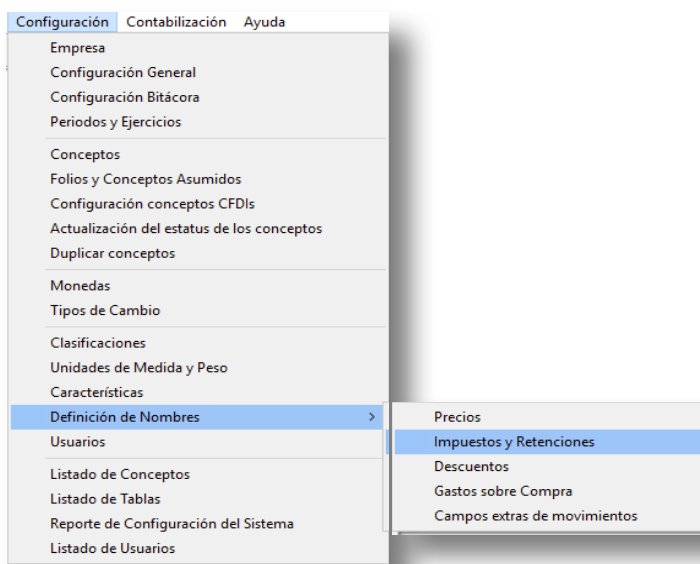 Configuración Contabilización Ayuda
Empresa
Configuración General
Configuración Bitácora
Periodos y Ejercicios
Conceptos
Folios y Conceptos Asumidos
Configuración conceptos CFDIs
Actualización del estatus de los conceptos
Duplicar conceptos
Monedas
Tipos de Cambio
Clasificaciones
Unidades de Medida y Peso
Características
Definición de Nombres
Usuarios
Listado de Conceptos
Listado de Tablas
Reporte de Configuración del Sistema
Listado de Usuarios
Precios
Impuestos y Retenciones
Descuentos
Gastos sobre Compra
Campos extras de movimientos